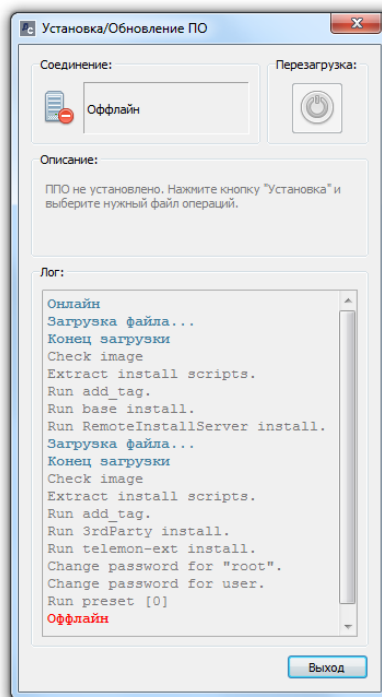 Установка/Обновление ПО
Соединение:
Перезагрузка:
Оффлайн
Описание:
ППО не установлено. Нажмите кнопку "Установка" и
выберите нужный файл операций.
Лог:
Онлайн
Загрузка файла...
Конец загрузки
Check image
Extract install scripts.
Run add_tag.
Run base install.
Run RemoteInstallServer install.
Загрузка файла...
Конец загрузки
Check image
Extract install scripts.
Run add_tag.
Run 3rdParty install.
Run telemon-ext install.
Change password for "root".
Change password for user.
Run preset [0]
Оффлайн
Выход